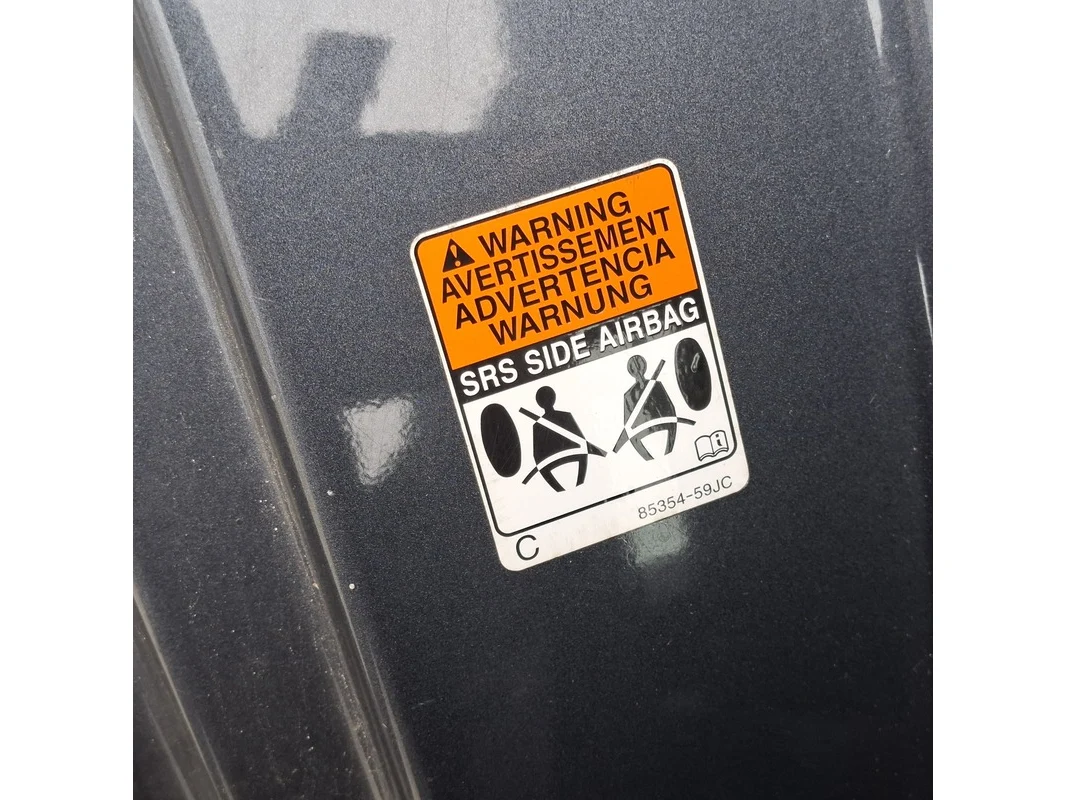 WARNING
AVERTISSEMENT
ADVERTENCIA
WARNUNG
SRS SIDE AIRBAG
i
85354-59JC
C